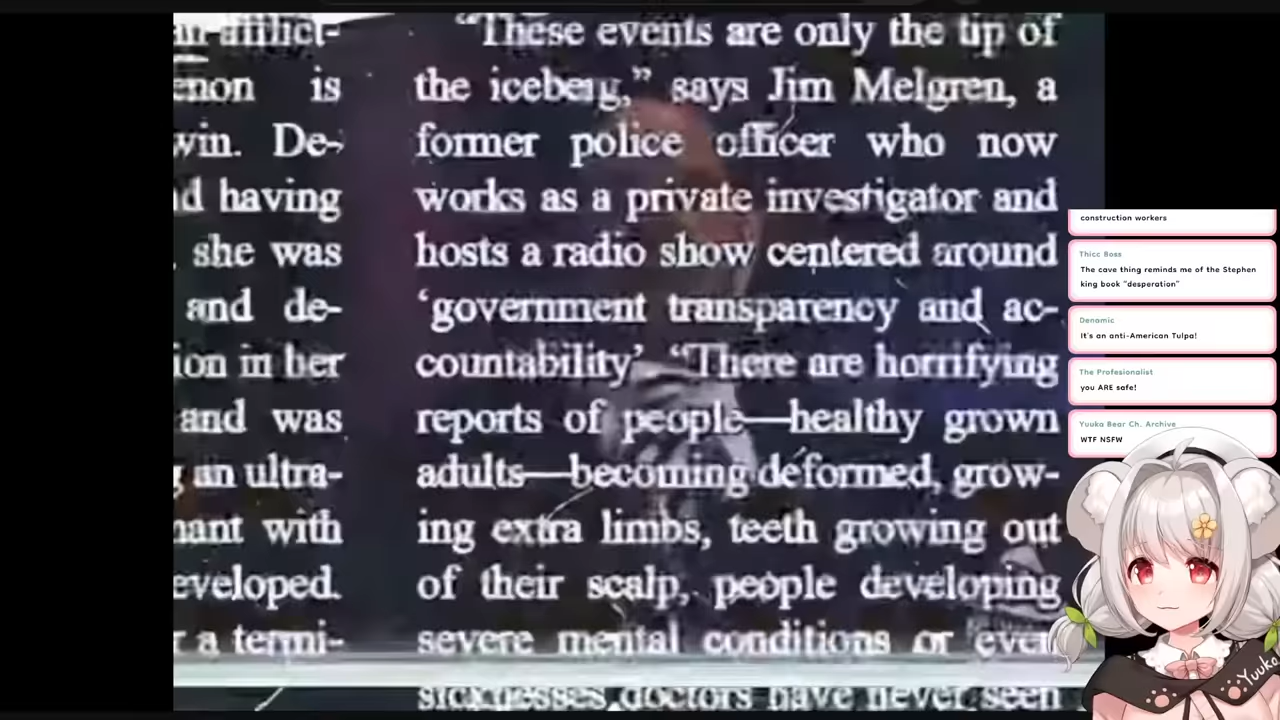 an afflict-
enon is
win. De-
nd having
she was
and de-
ion in her
and was
g an ultra-
nant with
eveloped.
r a termi-
“These events are only the tip of
the iceberg,” says Jim Melgren, a
former police officer who now
works as a private investigator and
hosts a radio show centered around
‘government transparency and ac-
countability’ “There are horrifying
reports of people—healthy grown
adults—becoming deformed, grow-
ing extra limbs, teeth growing out
of their scalp, people developing
severe mental conditions or even
sicknesses doctors have never seen
construction workers
Thicc Boss
The cave thing reminds me of the Stephen
king book "desperation"
Denamic
It's an anti-American Tulpa!
The Profesionalist
you ARE safe!
Yuuka Bear Ch. Archive
WTF NSFW
Yuuka